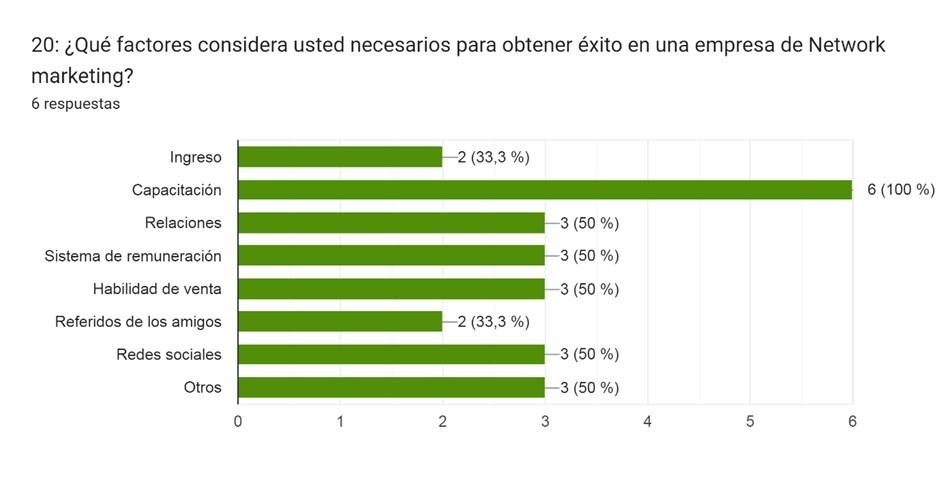 20: ¿Qué factores considera usted necesarios para obtener éxito en una empresa de Network
marketing?
6 respuestas
Ingreso 2 (33,3 %)
Capacitación 6 (100 %)
Relaciones 3 (50 %)
Sistema de remuneración 3 (50 %)
Habilidad de venta 3 (50 %)
Referidos de los amigos 2 (33,3 %)
Redes sociales 3 (50 %)
Otros 3 (50 %)
0 1 2 3 4 5 6